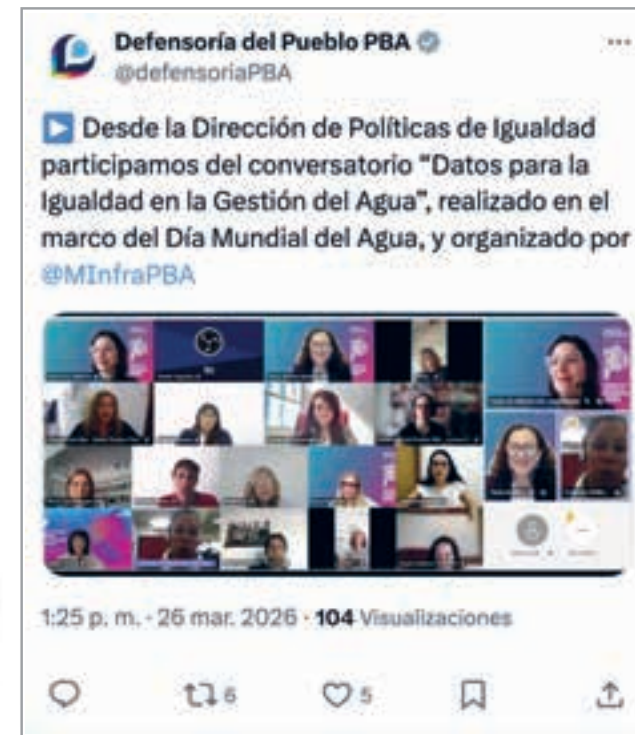 Defensoría del Pueblo PBA
@defensoriaPBA
Desde la Dirección de Políticas de Igualdad
participamos del conversatorio "Datos para la
Igualdad en la Gestión del Agua", realizado en el
marco del Día Mundial del Agua, y organizado por
@MInfraPBA
1:25 p. m. · 26 mar. 2026 · 104 Visualizaciones
6 5